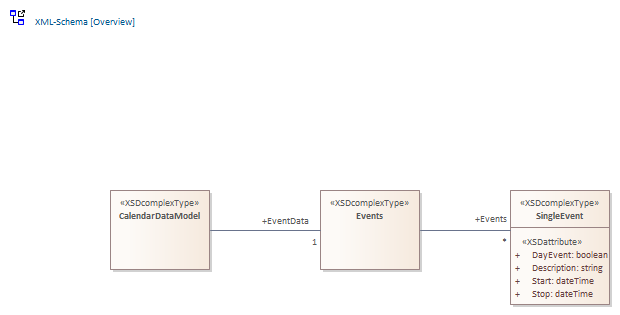 XML-Schema [Overview]
«XSDcomplexType»
CalendarDataModel
+EventData
1
«XSDcomplexType»
Events
+Events
*
«XSDcomplexType»
SingleEvent
«XSDattribute»
+ DayEvent: boolean
+ Description: string
+ Start: dateTime
+ Stop: dateTime